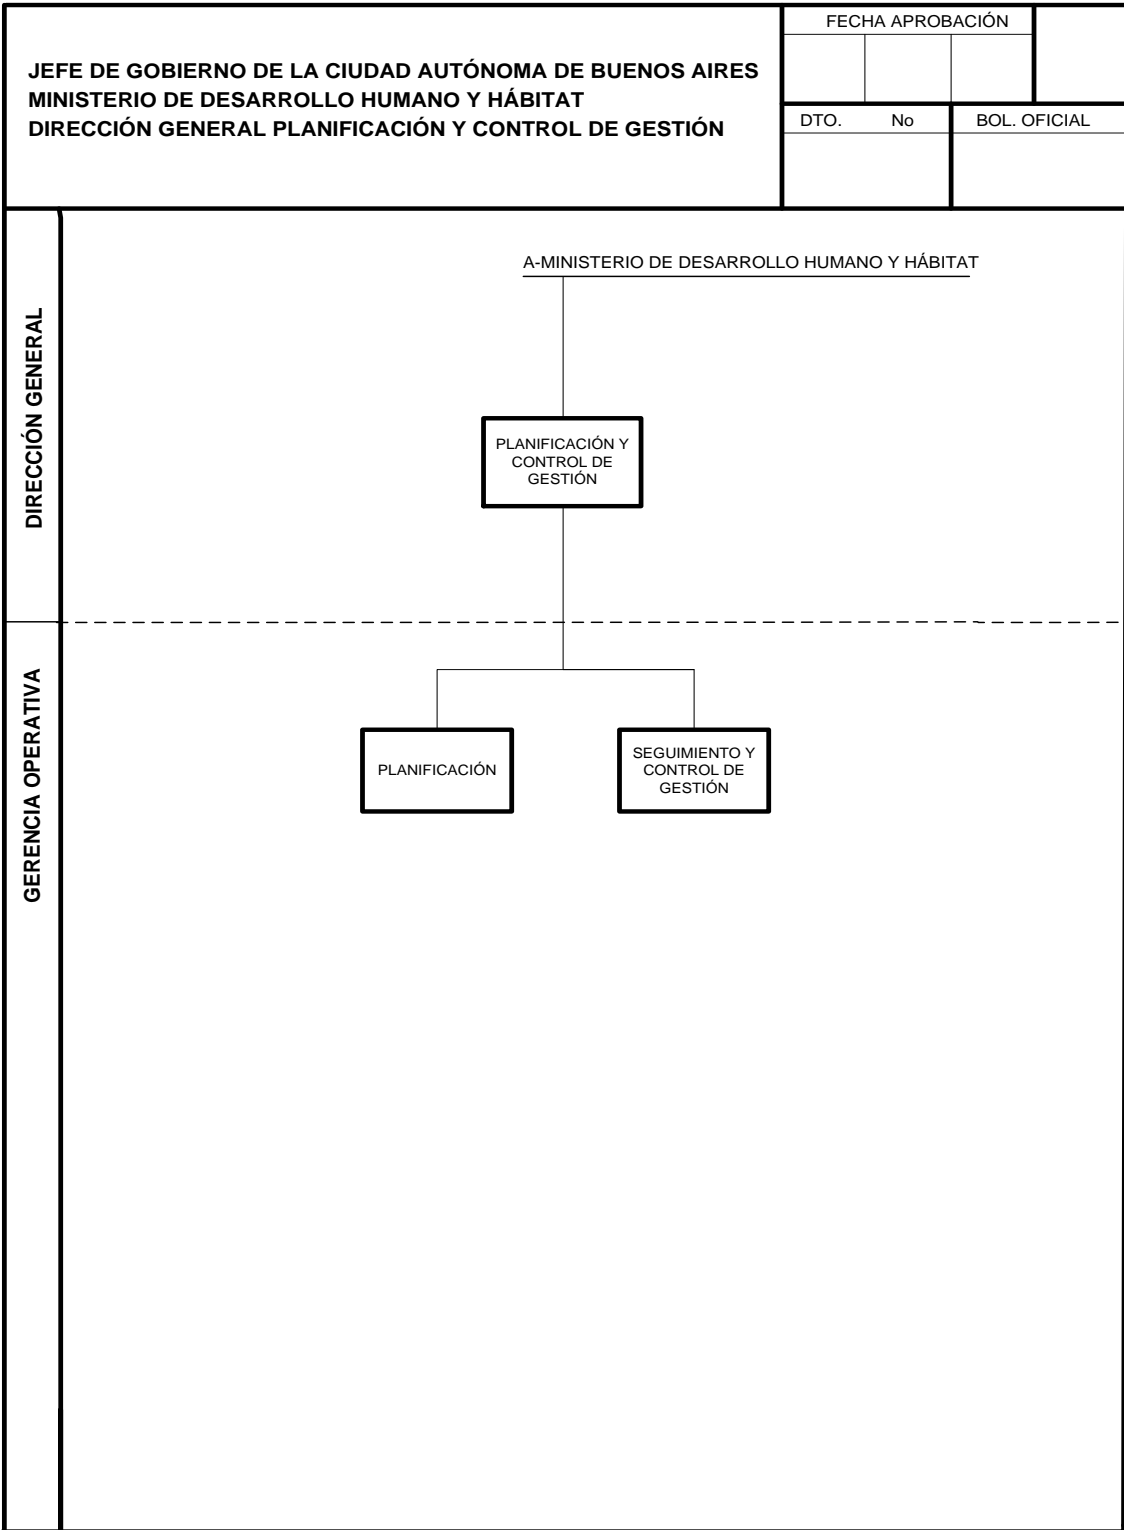 JEFE DE GOBIERNO DE LA CIUDAD AUTÓNOMA DE BUENOS AIRES
MINISTERIO DE DESARROLLO HUMANO Y HÁBITAT
DIRECCIÓN GENERAL PLANIFICACIÓN Y CONTROL DE GESTIÓN
FECHA APROBACIÓN
DTO. No
BOL. OFICIAL
DIRECCIÓN GENERAL
A-MINISTERIO DE DESARROLLO HUMANO Y HÁBITAT
PLANIFICACIÓN Y
CONTROL DE
GESTIÓN
GERENCIA OPERATIVA
PLANIFICACIÓN
SEGUIMIENTO Y
CONTROL DE
GESTIÓN